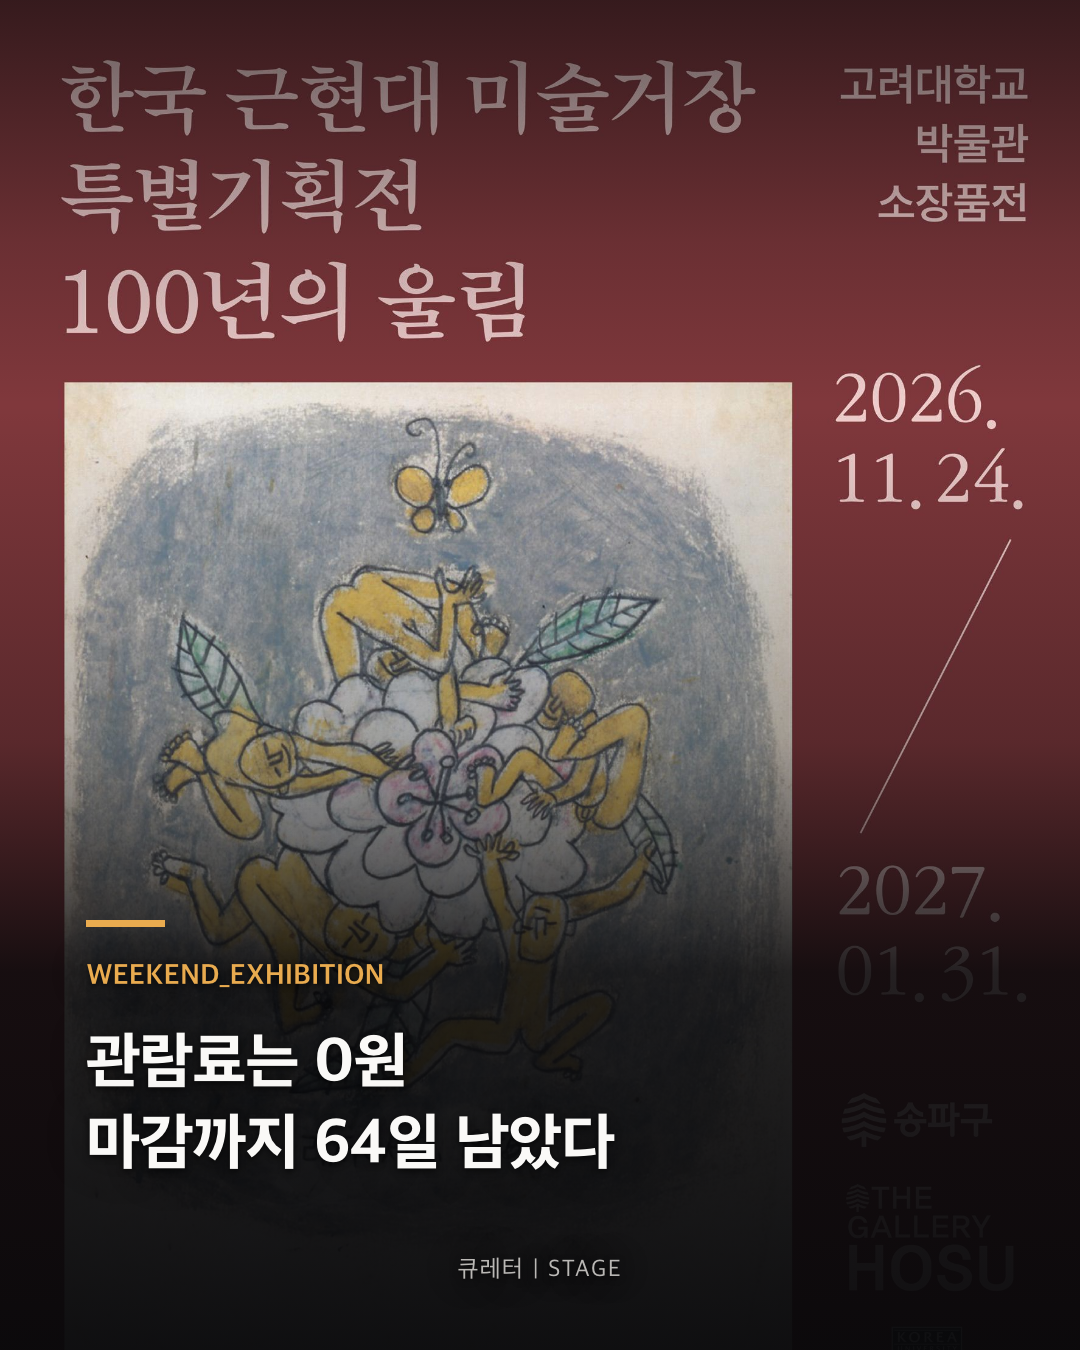 한국 근현대 미술거장
특별기획전
100년의 울림
고려대학교
박물관
소장품전
2026.
11. 24.
2027.
01. 31.
WEEKEND_EXHIBITION
관람료는 0원
마감까지 64일 남았다
송파구
THE
GALLERY
HOSU
큐레터 | STAGE
KOREA